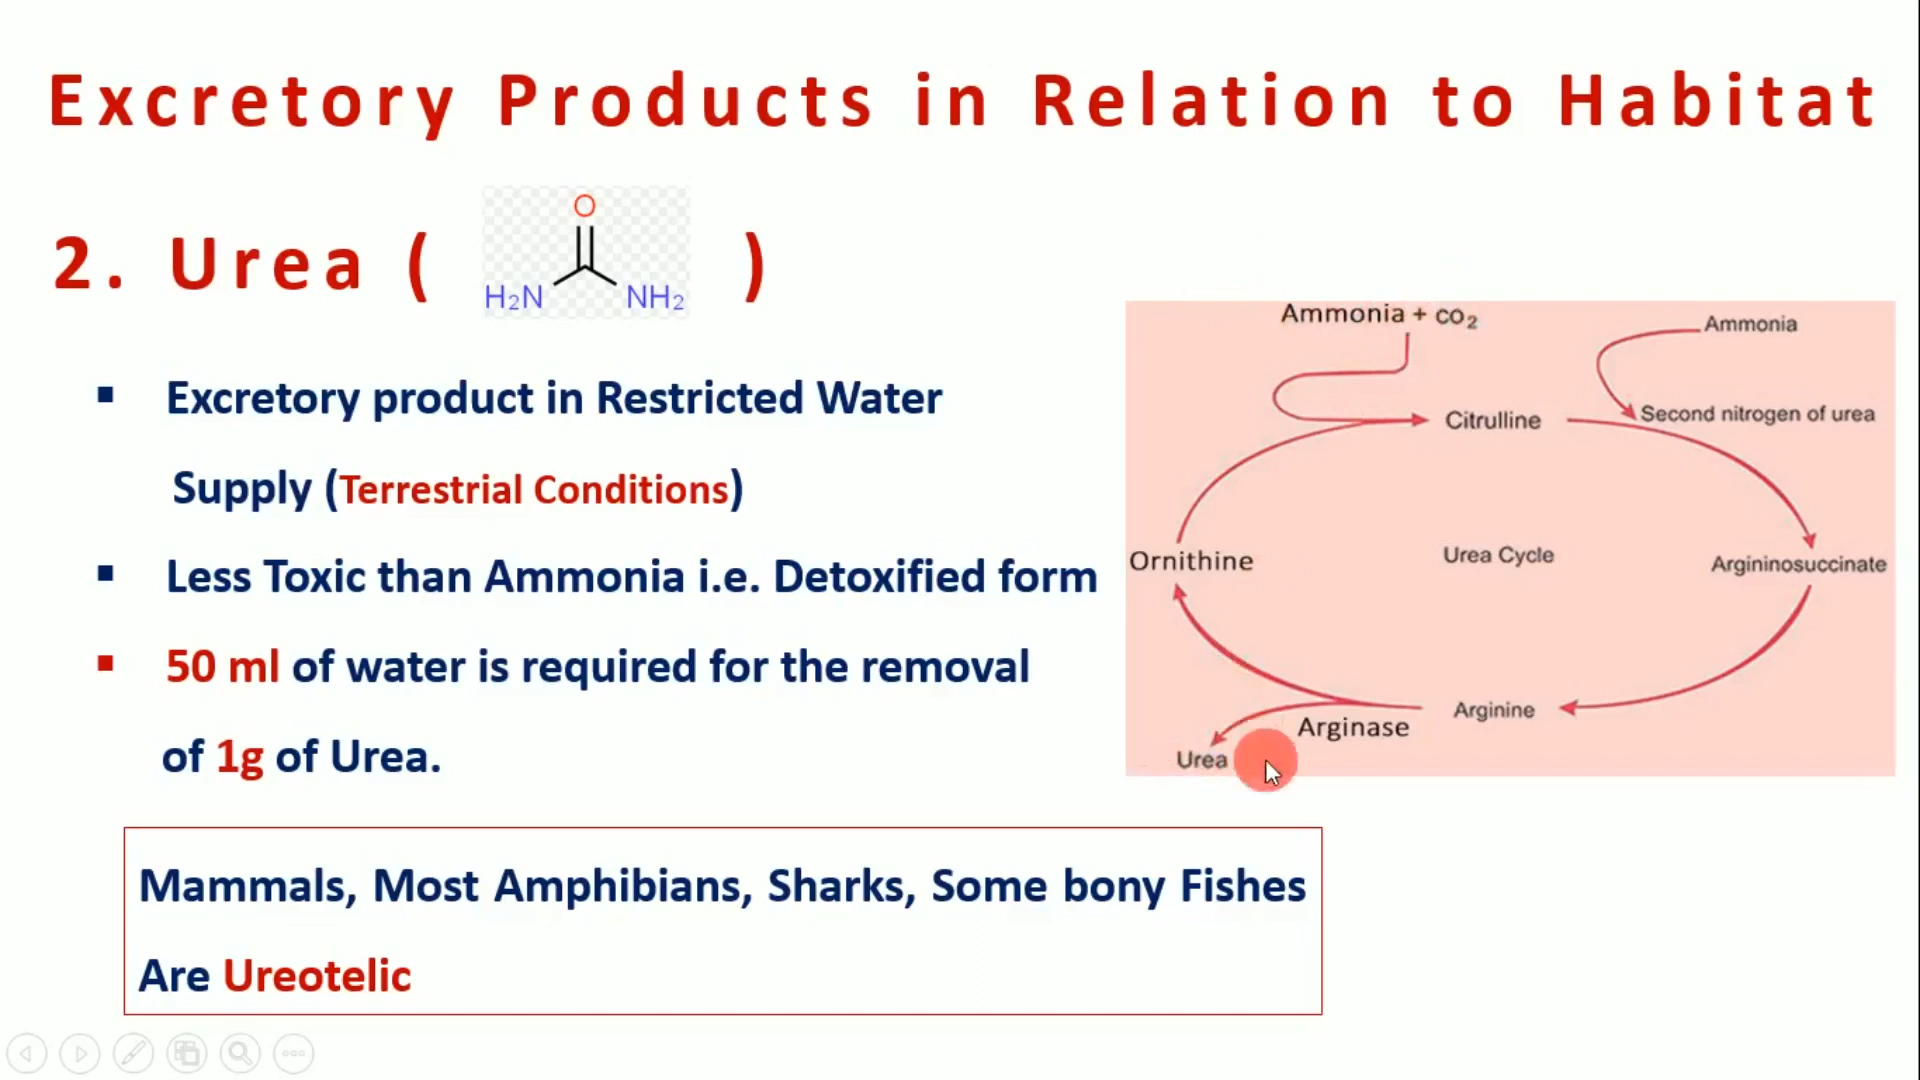 Excretory Products in Relation to Habitat
2. Urea (
O
H₂N
NH₂
)
▪ Excretory product in Restricted Water
Supply (Terrestrial Conditions)
▪ Less Toxic than Ammonia i.e. Detoxified form
▪ 50 ml of water is required for the removal
of 1g of Urea.
Ammonia + co₂
Ammonia
Citrulline
Second nitrogen of urea
Ornithine
Urea Cycle
Argininosuccinate
Arginine
Arginase
Urea
Mammals, Most Amphibians, Sharks, Some bony Fishes
Are Ureotelic